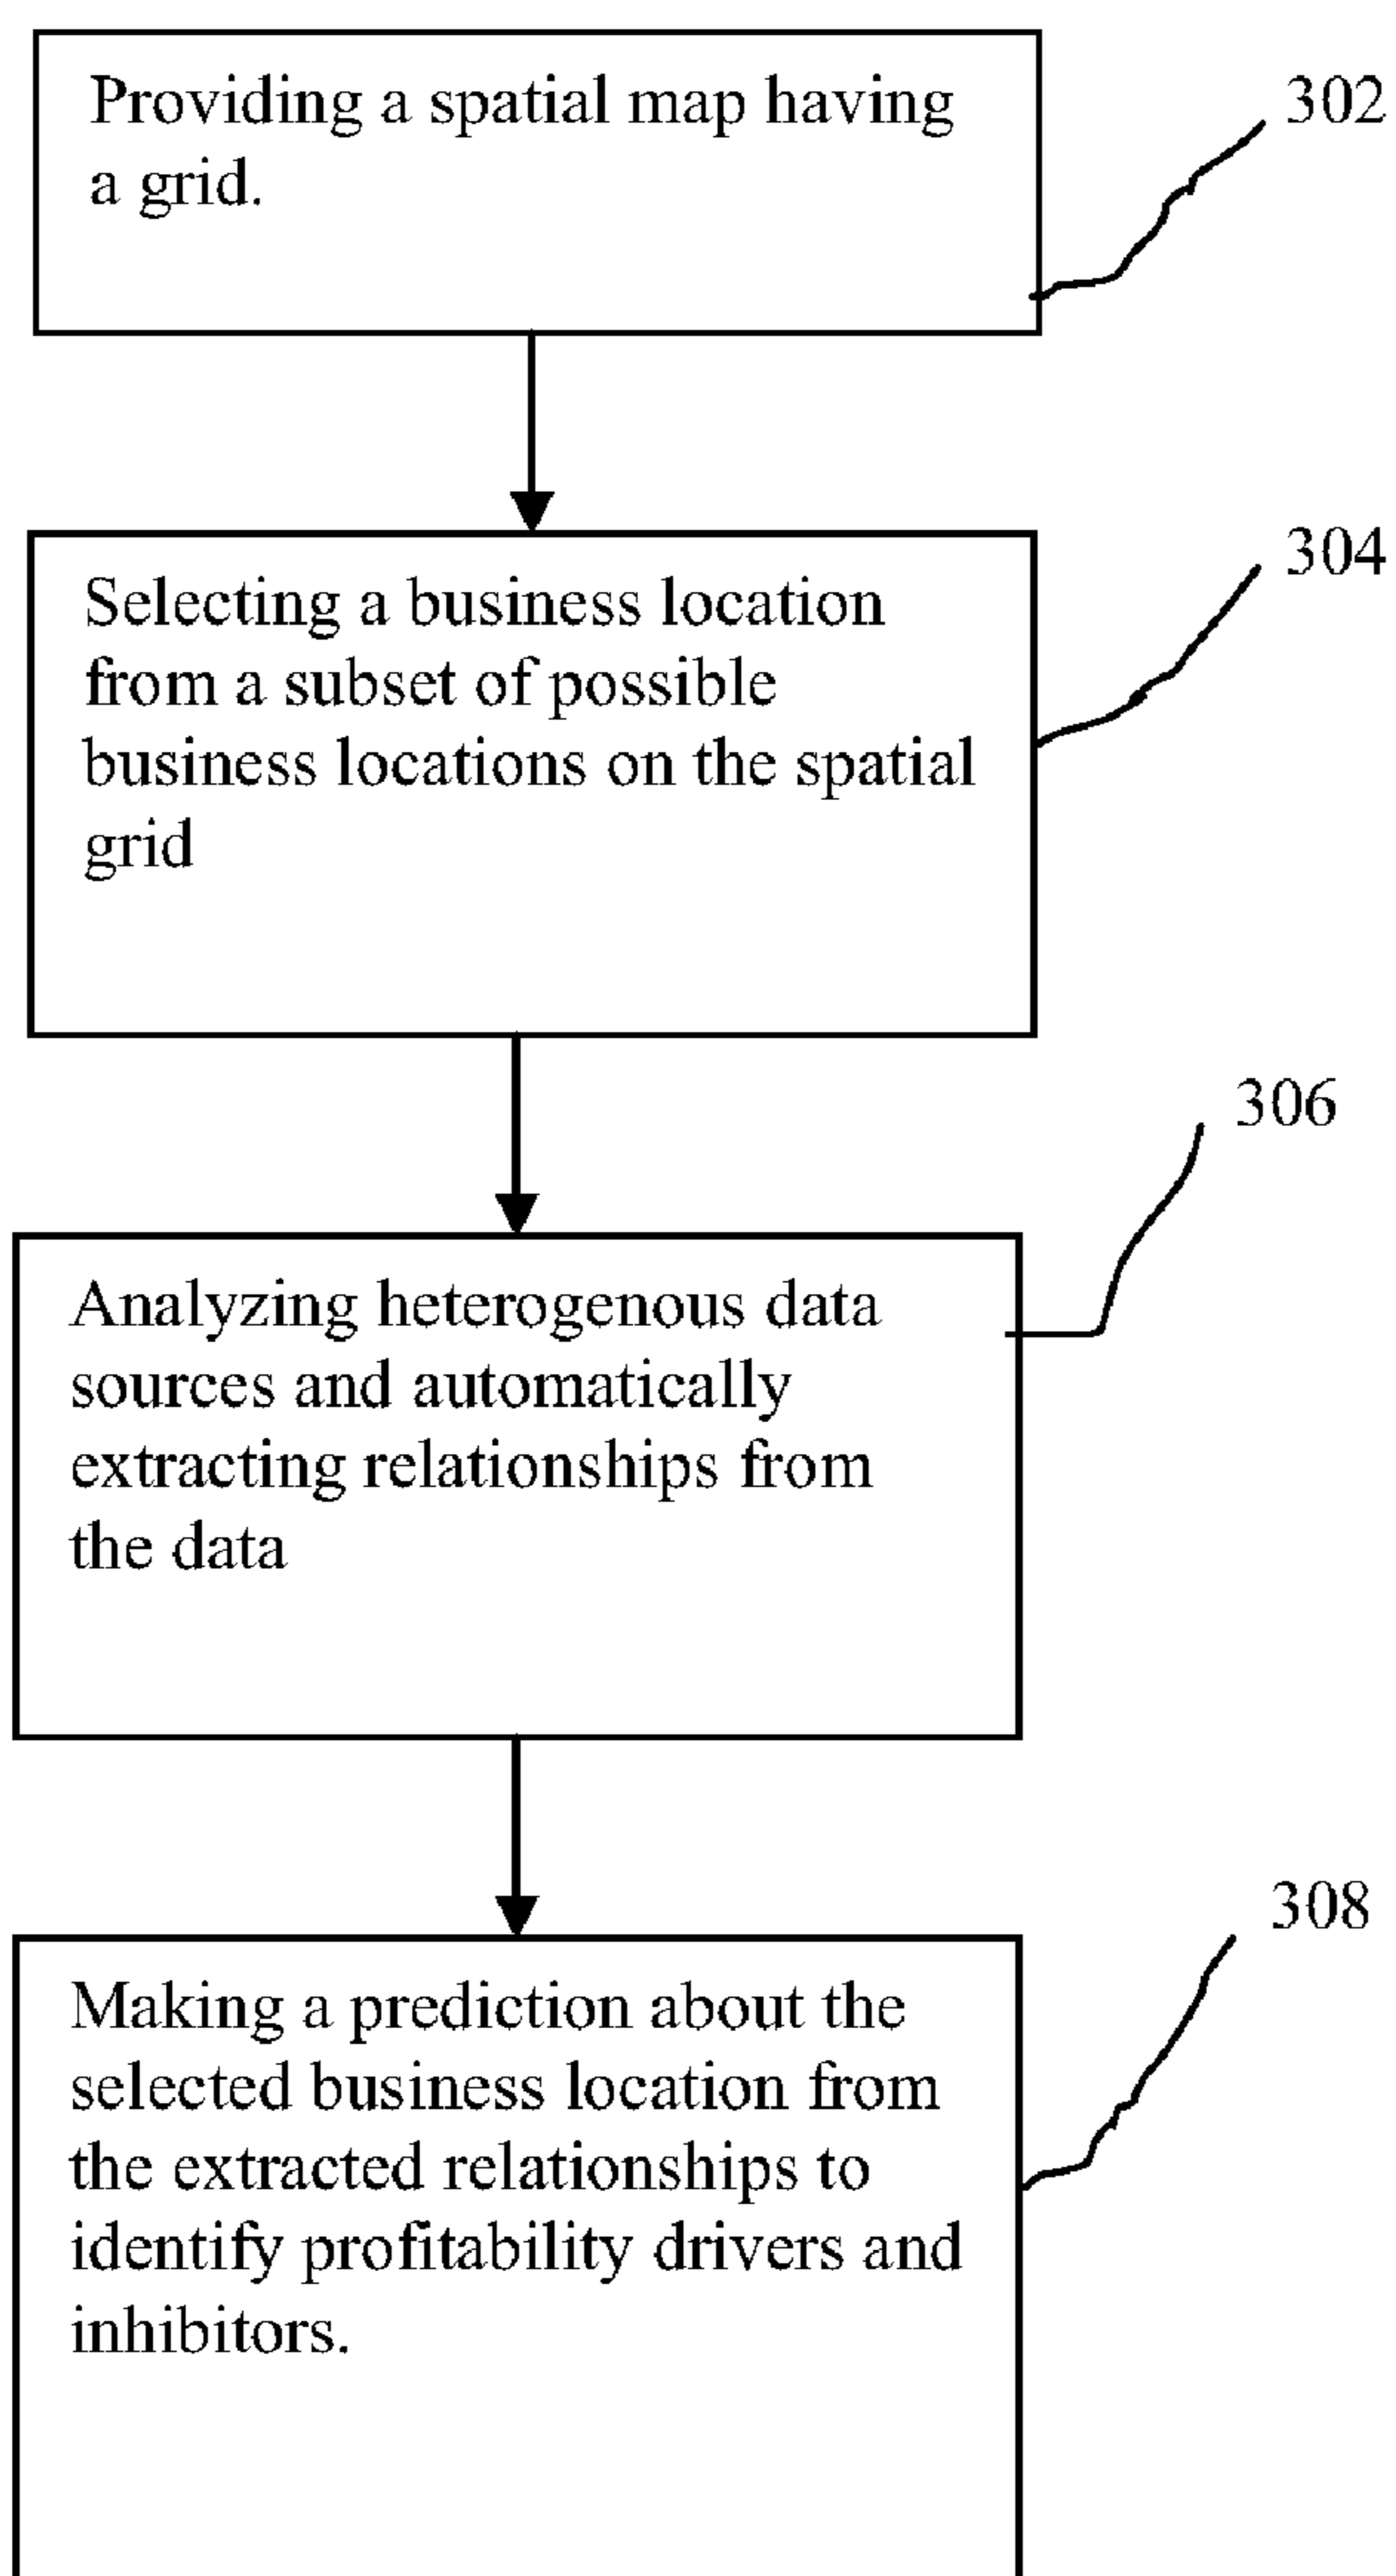 Providing a spatial map having
a grid.
302
Selecting a business location
from a subset of possible
business locations on the spatial
grid
304
306
Analyzing heterogenous data
sources and automatically
extracting relationships from
the data
308
Making a prediction about the
selected business location from
the extracted relationships to
identify profitability drivers and
inhibitors.